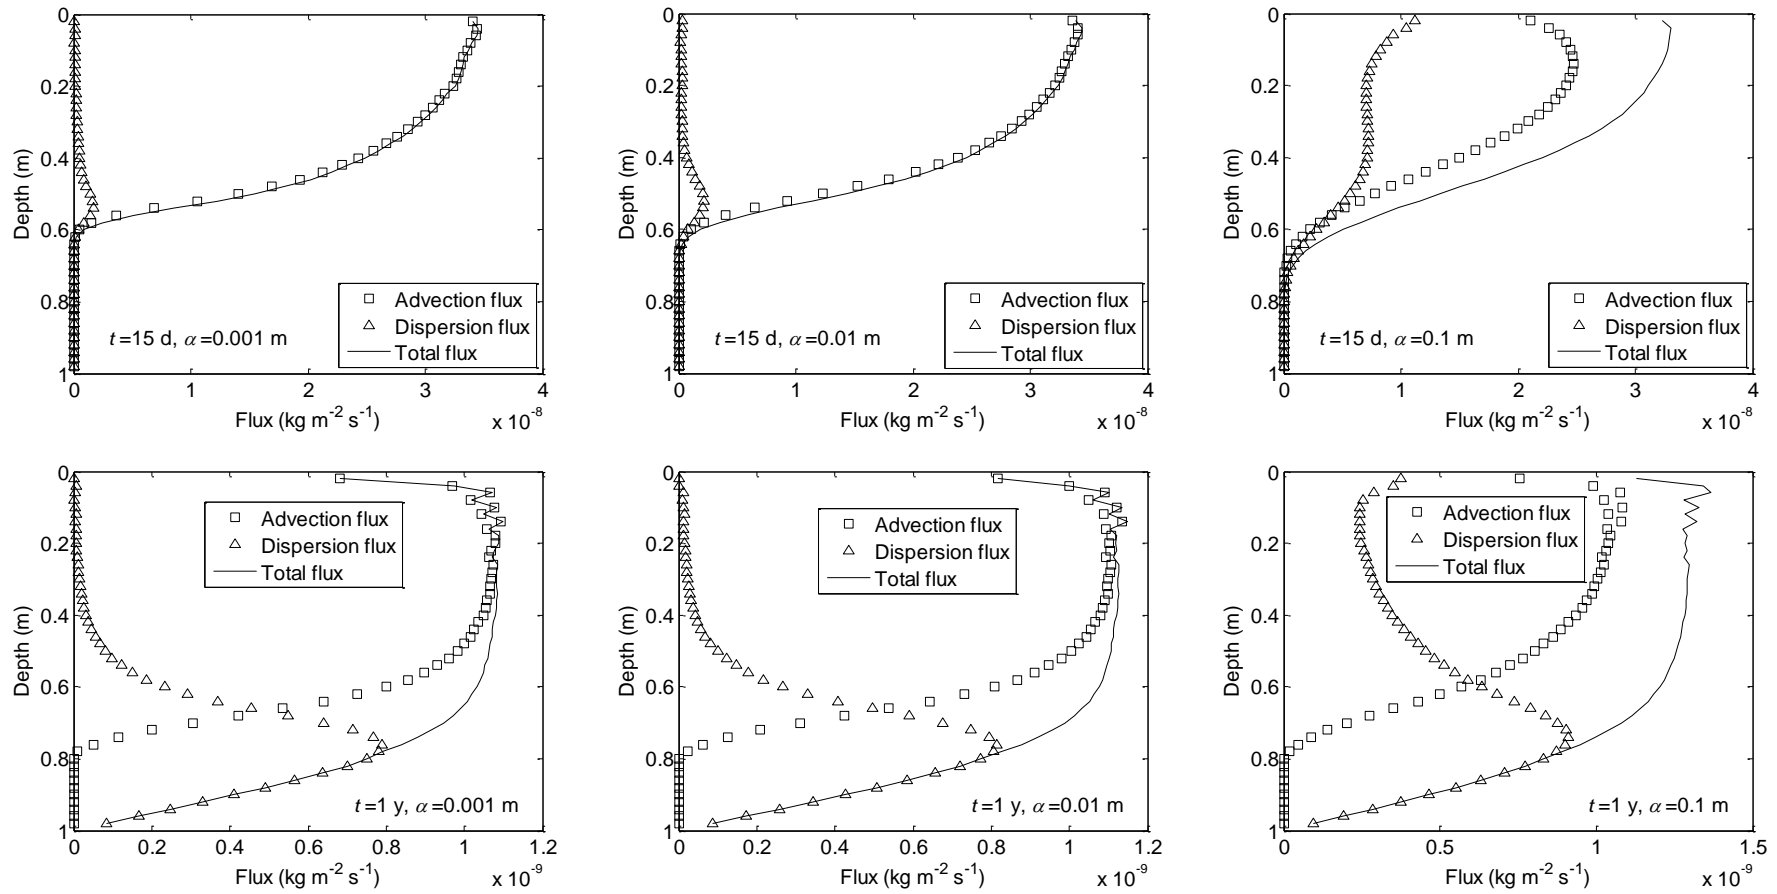 0
0.2
0.4
0.6
0.8
1
Depth (m)
Advection flux
Dispersion flux
Total flux
t=15 d, α=0.001 m
0 1 2 3 4
Flux (kg m-2 s-1)
x 10-8
0
0.2
0.4
0.6
0.8
1
Depth (m)
Advection flux
Dispersion flux
Total flux
t=15 d, α=0.01 m
0 1 2 3 4
Flux (kg m-2 s-1)
x 10-8
0
0.2
0.4
0.6
0.8
1
Depth (m)
Advection flux
Dispersion flux
Total flux
t=15 d, α=0.1 m
0 1 2 3 4
Flux (kg m-2 s-1)
x 10-8
0
0.2
0.4
0.6
0.8
1
Depth (m)
Advection flux
Dispersion flux
Total flux
t=1 y, α=0.001 m
0 0.2 0.4 0.6 0.8 1 1.2
Flux (kg m-2 s-1)
x 10-9
0
0.2
0.4
0.6
0.8
1
Depth (m)
Advection flux
Dispersion flux
Total flux
t=1 y, α=0.01 m
0 0.2 0.4 0.6 0.8 1 1.2
Flux (kg m-2 s-1)
x 10-9
0
0.2
0.4
0.6
0.8
1
Depth (m)
Advection flux
Dispersion flux
Total flux
t=1 y, α=0.1 m
0 0.5 1 1.5
Flux (kg m-2 s-1)
x 10-9